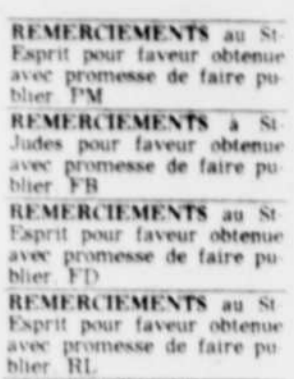 REMERCIEMENTS au St-
Esprit pour faveur obtenue
avec promesse de faire pu-
blier. PM
REMERCIEMENTS à St-
Judes pour faveur obtenue
avec promesse de faire pu-
blier. FB
REMERCIEMENTS au St-
Esprit pour faveur obtenue
avec promesse de faire pu-
blier. FD
REMERCIEMENTS au St-
Esprit pour faveur obtenue
avec promesse de faire pu-
blier. RL